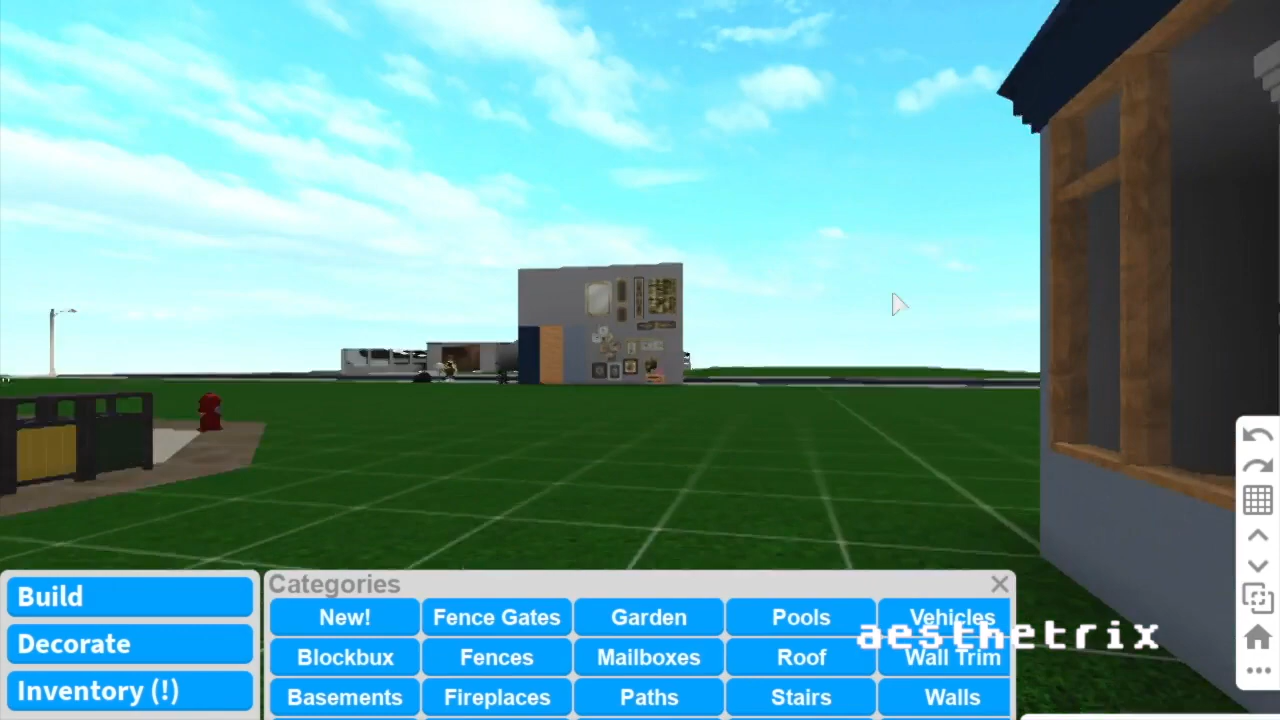 Categories
Build
New! Fence Gates Garden Pools Vehicles
aesthetrix
Decorate
Blockbux Fences Mailboxes Roof Wall Trim
Inventory (!)
Basements Fireplaces Paths Stairs Walls